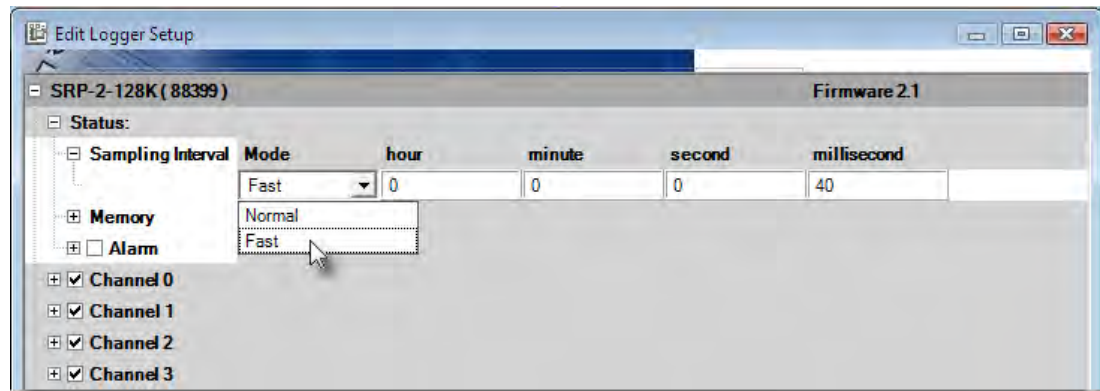 Edit Logger Setup
SRP-2-128K ( 88399 ) Firmware 2.1
Status:
Sampling Interval Mode hour minute second millisecond
Fast 0 0 0 40
Memory Normal
Alarm Fast
Channel 0
Channel 1
Channel 2
Channel 3